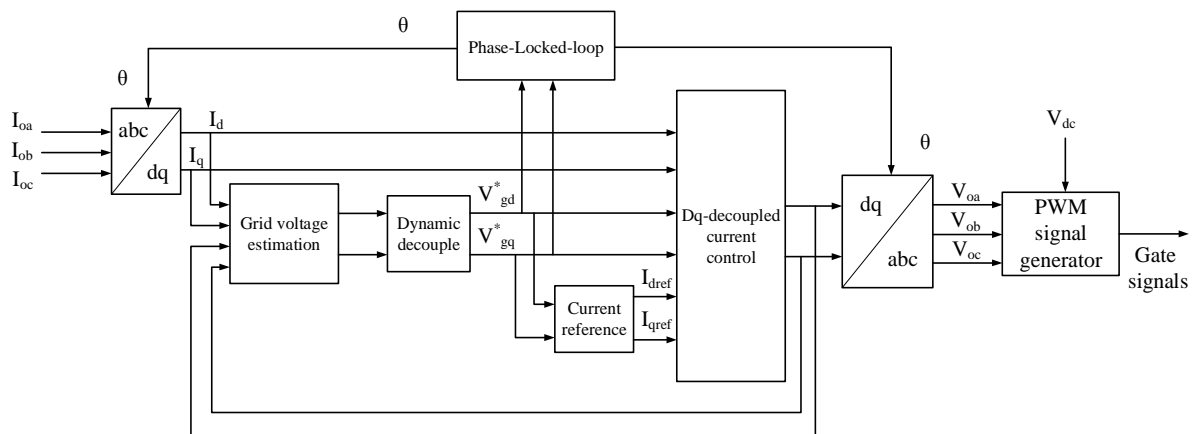 θ
Phase-Locked-loop
θ
I_oa
I_ob
I_oc
abc
dq
I_d
I_q
Grid voltage
estimation
Dynamic
decouple
V*_gd
V*_gq
Current
reference
I_dref
I_qref
Dq-decoupled
current
control
θ
dq
abc
V_oa
V_ob
V_oc
V_dc
PWM
signal
generator
Gate
signals